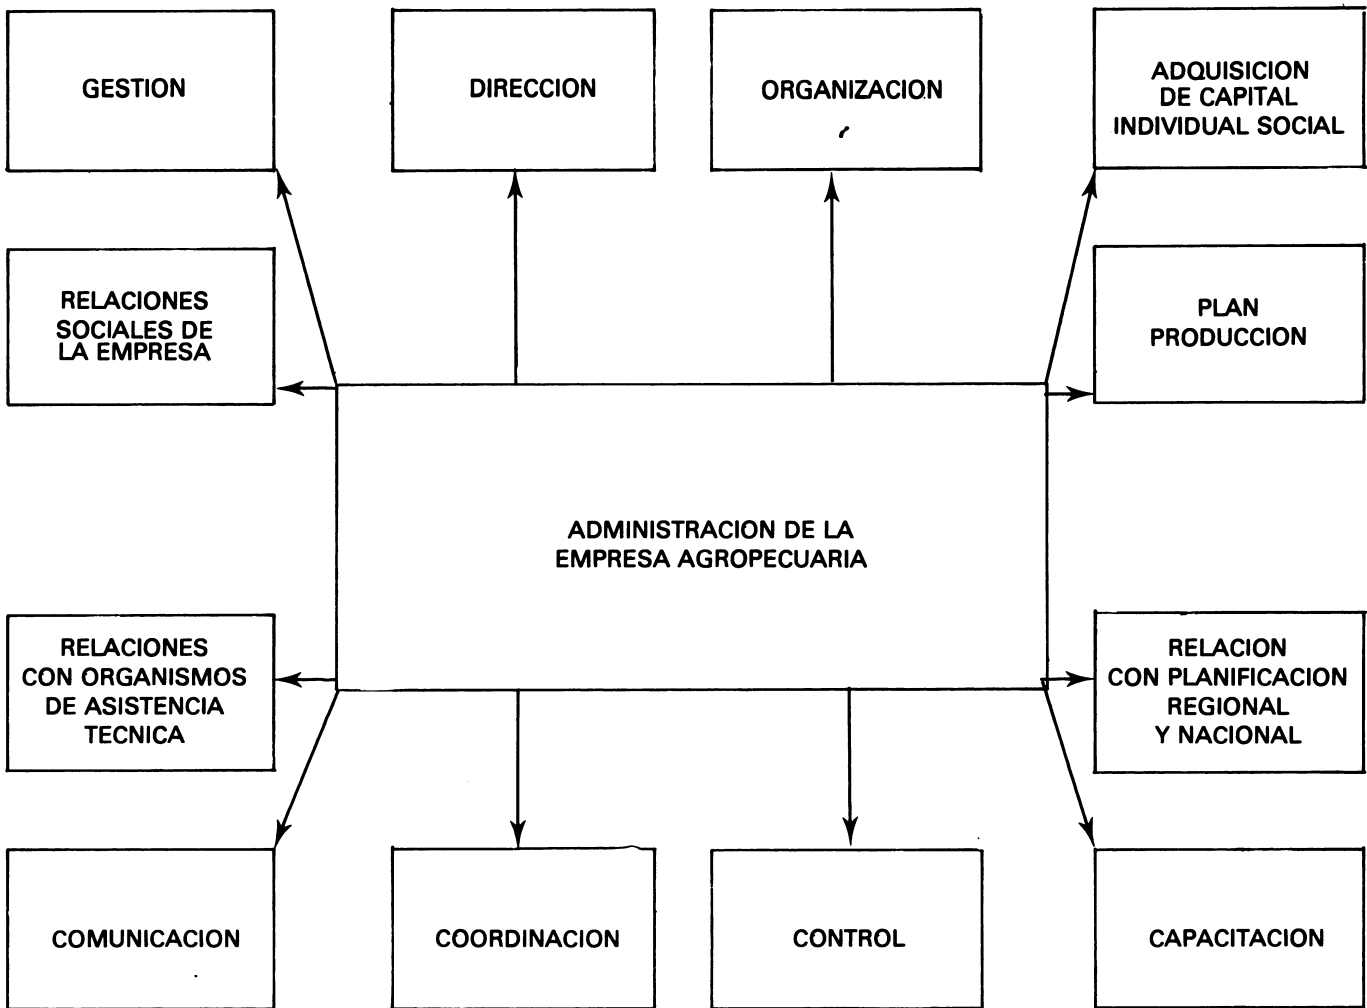 GESTION
DIRECCION
ORGANIZACION
ADQUISICION
DE CAPITAL
INDIVIDUAL SOCIAL
RELACIONES
SOCIALES DE
LA EMPRESA
PLAN
PRODUCCION
ADMINISTRACION DE LA
EMPRESA AGROPECUARIA
RELACIONES
CON ORGANISMOS
DE ASISTENCIA
TECNICA
RELACION
CON PLANIFICACION
REGIONAL
Y NACIONAL
COMUNICACION
COORDINACION
CONTROL
CAPACITACION